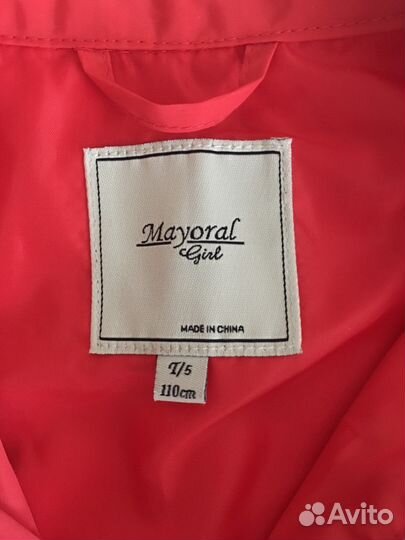 Mayoral
Girl
MADE IN CHINA
T/5
110cm
Avito